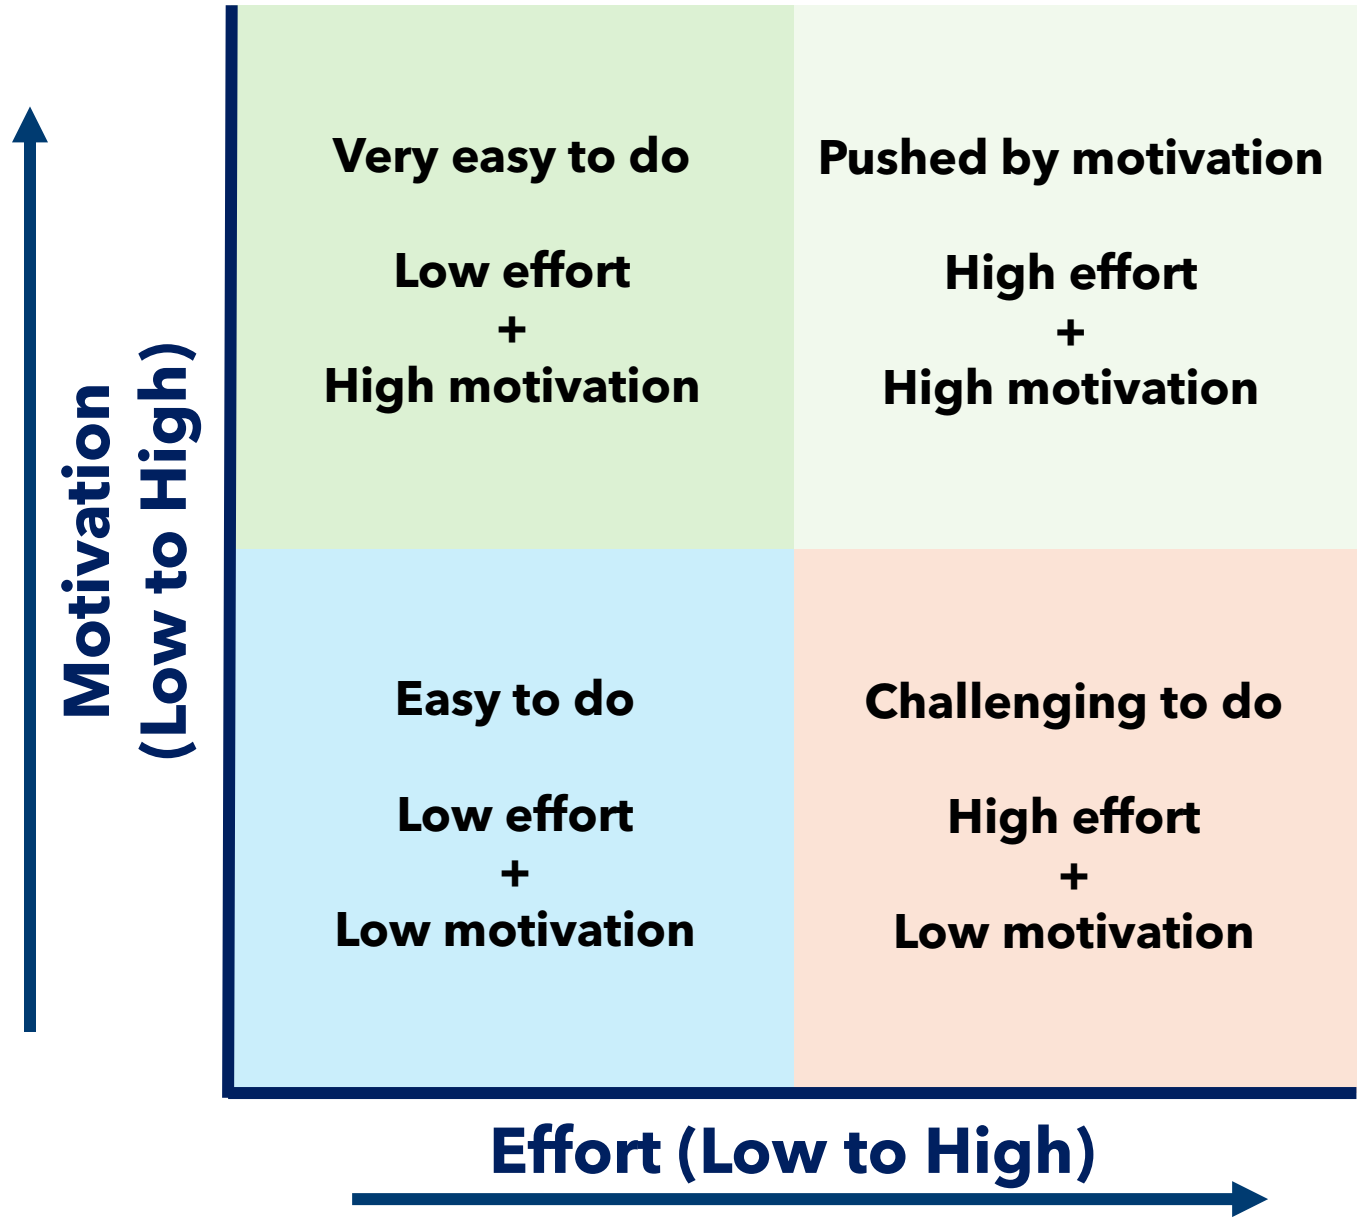 Motivation
(Low to High)
Very easy to do
Low effort
+
High motivation
Pushed by motivation
High effort
+
High motivation
Easy to do
Low effort
+
Low motivation
Challenging to do
High effort
+
Low motivation
Effort (Low to High)